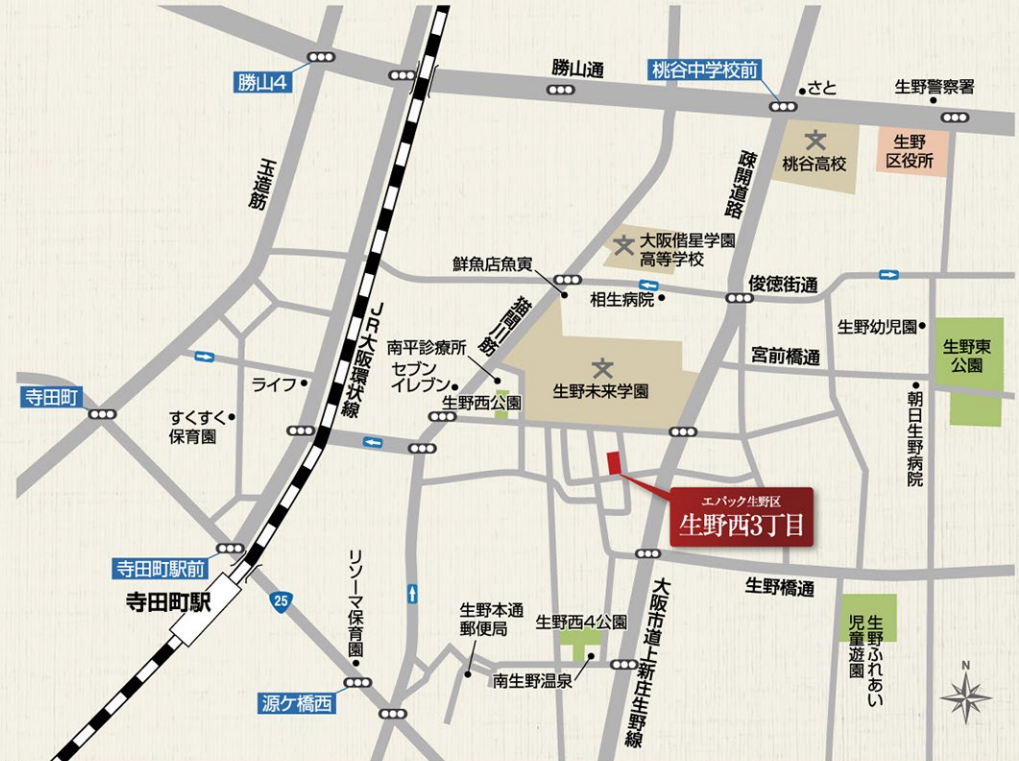 勝山4
勝山通
桃谷中学校前
さと
生野警察署
玉造筋
疎開道路
桃谷高校
生野
区役所
大阪偕星学園
高等学校
鮮魚店魚寅
相生病院
俊徳街通
猫間川筋
JR大阪環状線
南平診療所
セブン
イレブン
生野西公園
生野未来学園
宮前橋通
生野幼児園
生野東
公園
寺田町
ライフ
すくすく
保育園
朝日生野病院
エバック生野区
生野西3丁目
寺田町駅前
寺田町駅
25
リソーマ保育園
生野本通
郵便局
生野西4公園
南生野温泉
大阪市道上新庄生野線
生野橋通
生野ふれあい
児童遊園
源ケ橋西
N